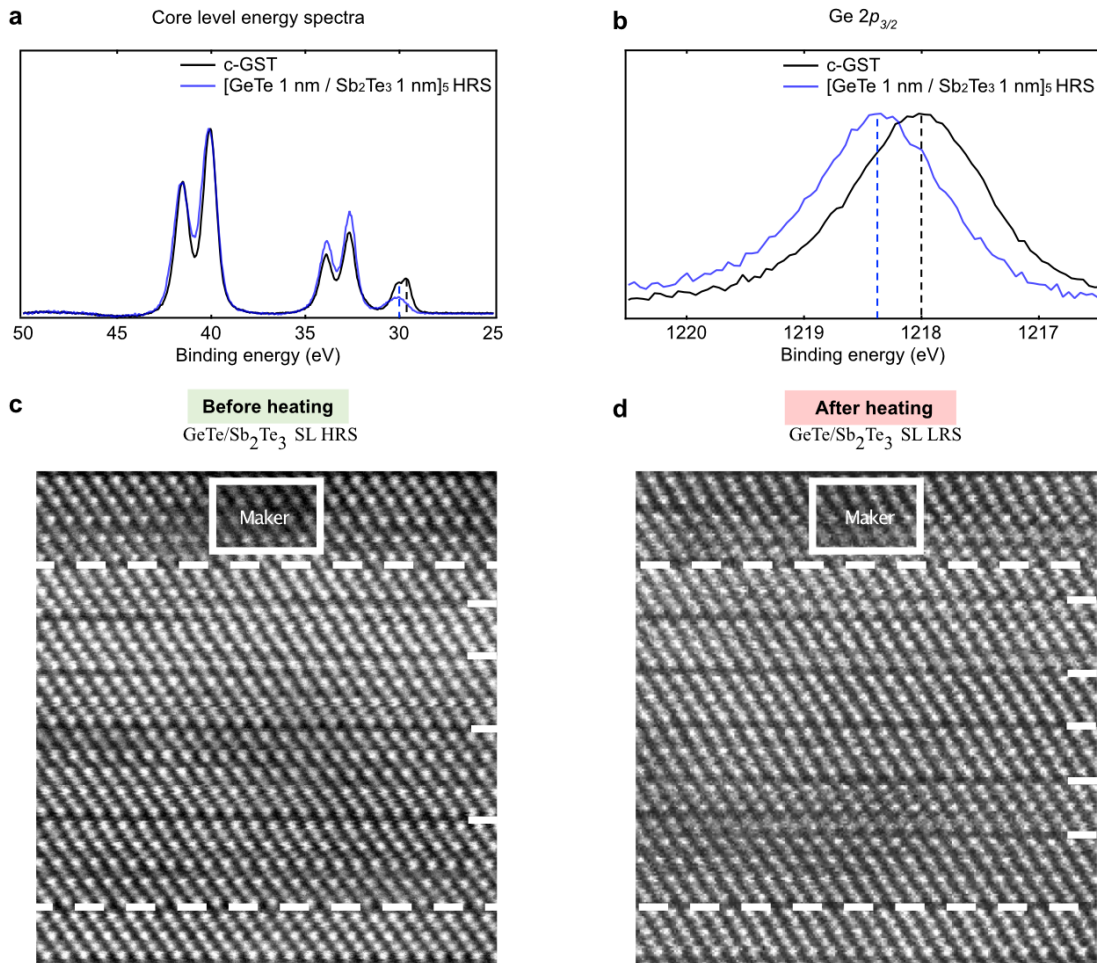 a
Core level energy spectra
c-GST
[GeTe 1 nm / Sb₂Te₃ 1 nm]₅ HRS
50 45 40 35 30 25
Binding energy (eV)
b
Ge 2p₃/₂
c-GST
[GeTe 1 nm / Sb₂Te₃ 1 nm]₅ HRS
1220 1219 1218 1217
Binding energy (eV)
c
Before heating
GeTe/Sb₂Te₃ SL HRS
Maker
d
After heating
GeTe/Sb₂Te₃ SL LRS
Maker